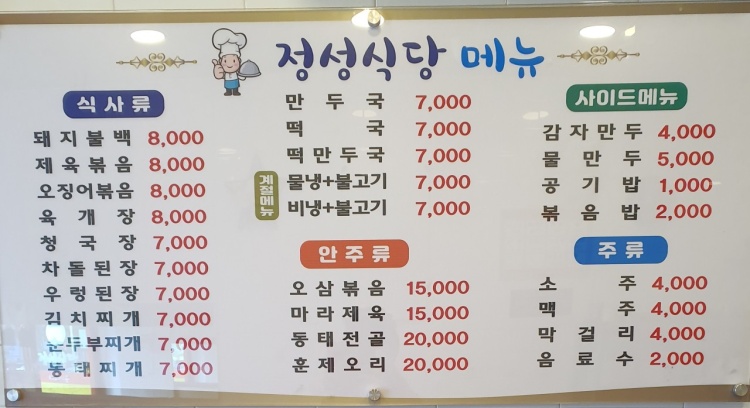 정성식당 메뉴
식사류
돼지불백 8,000
제육볶음 8,000
오징어볶음 8,000
육개장 8,000
청국장 7,000
차돌된장 7,000
우렁된장 7,000
김치찌개 7,000
순두부찌개 7,000
동태찌개 7,000
만두국 7,000
떡국 7,000
떡만두국 7,000
계절메뉴
물냉+불고기 7,000
비냉+불고기 7,000
안주류
오삼볶음 15,000
마라제육 15,000
동태전골 20,000
훈제오리 20,000
사이드메뉴
감자만두 4,000
물만두 5,000
공기밥 1,000
볶음밥 2,000
주류
소주 4,000
맥주 4,000
막걸리 4,000
음료수 2,000